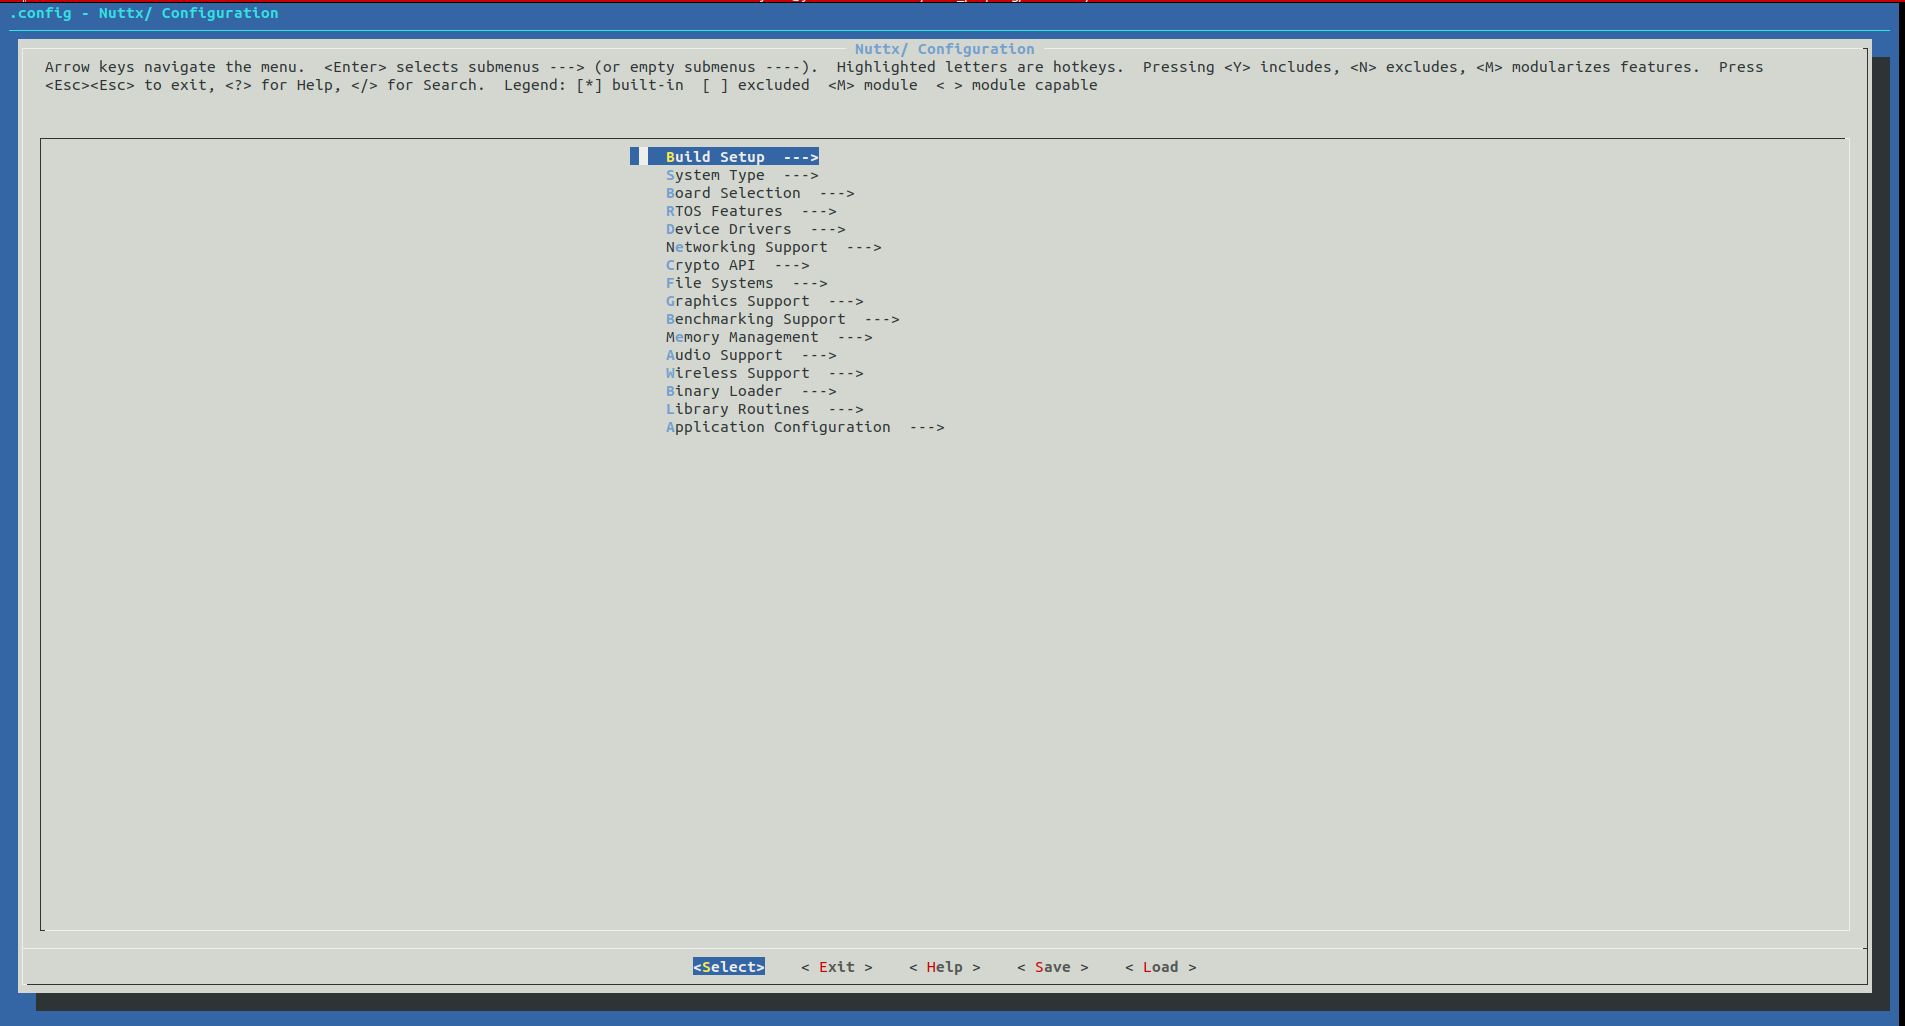 .config - Nuttx/ Configuration
Nuttx/ Configuration
Arrow keys navigate the menu.  <Enter> selects submenus ---> (or empty submenus ----).  Highlighted letters are hotkeys.  Pressing <Y> includes, <N> excludes, <M> modularizes features.  Press
<Esc><Esc> to exit, <?> for Help, </> for Search.  Legend: [*] built-in  [ ] excluded  <M> module  < > module capable
Build Setup  --->
System Type  --->
Board Selection  --->
RTOS Features  --->
Device Drivers  --->
Networking Support  --->
Crypto API  --->
File Systems  --->
Graphics Support  --->
Benchmarking Support  --->
Memory Management  --->
Audio Support  --->
Wireless Support  --->
Binary Loader  --->
Library Routines  --->
Application Configuration  --->
<Select>    < Exit >    < Help >    < Save >    < Load >